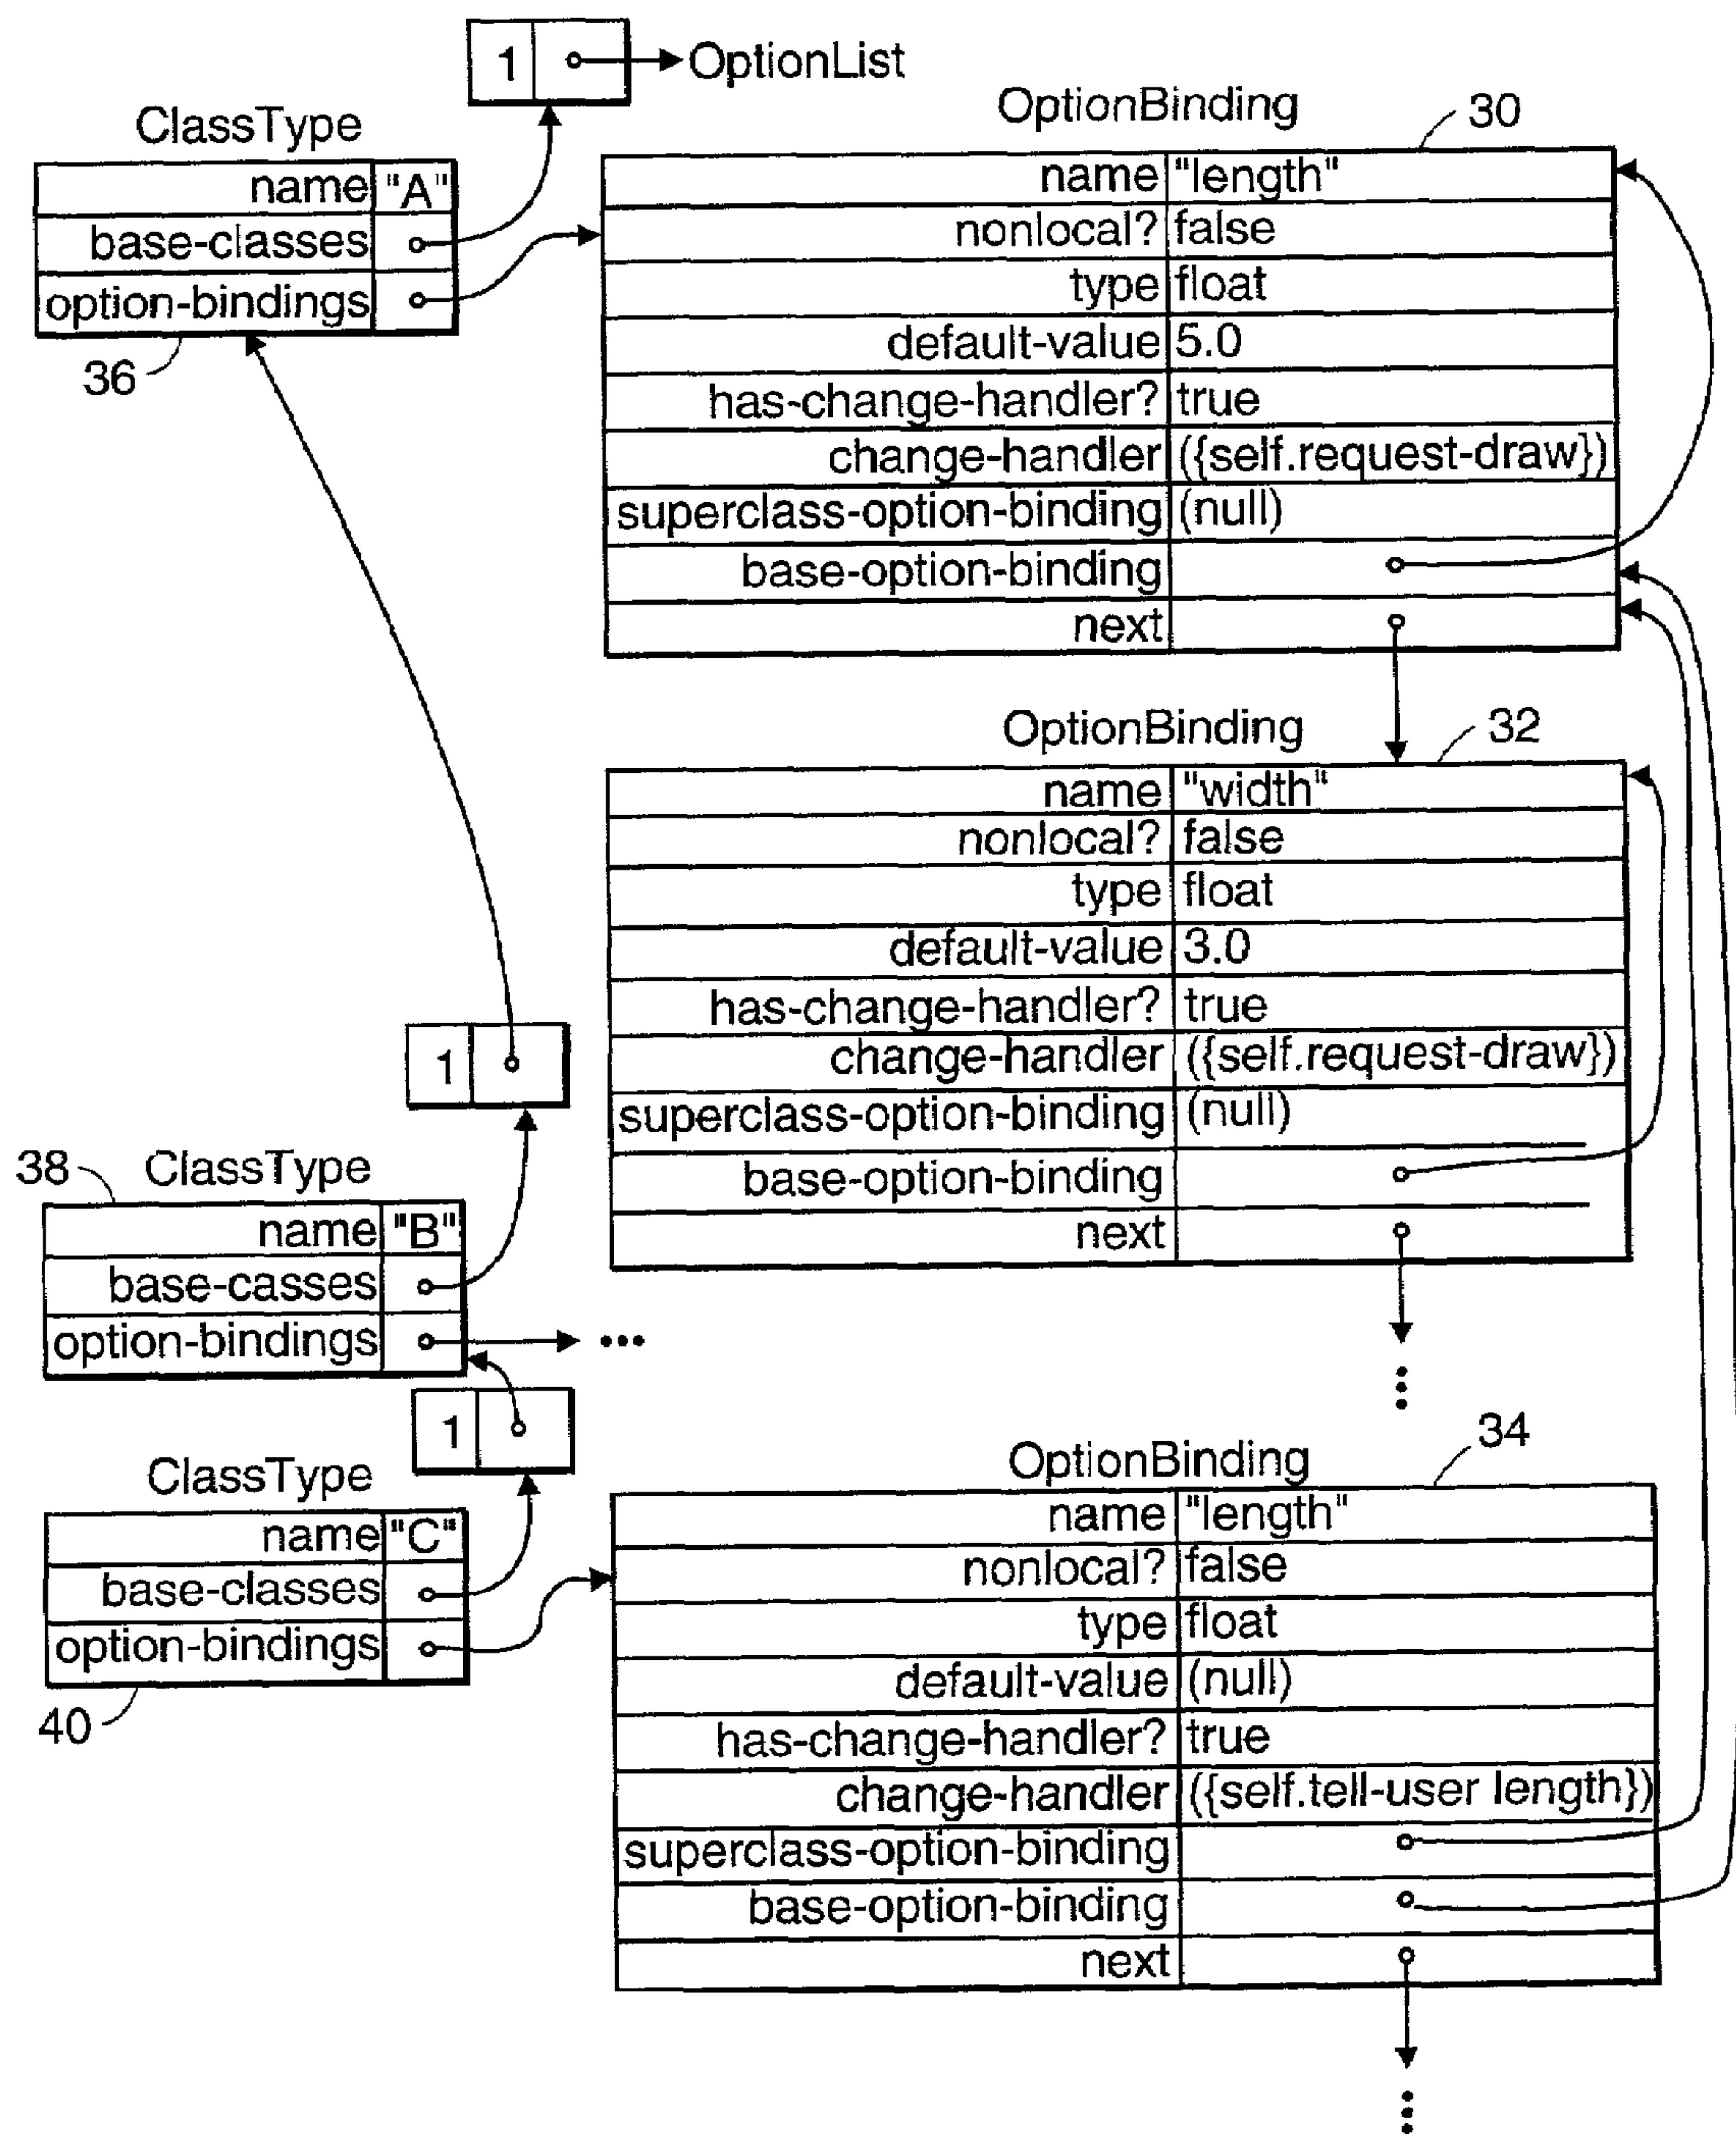 1 OptionList
ClassType
name "A"
base-classes
option-bindings
36
OptionBinding 30
name "length"
nonlocal? false
type float
default-value 5.0
has-change-handler? true
change-handler ({self.request-draw})
superclass-option-binding (null)
base-option-binding
next
OptionBinding 32
name "width"
nonlocal? false
type float
default-value 3.0
has-change-handler? true
change-handler ({self.request-draw})
superclass-option-binding (null)
base-option-binding
next
1
38 ClassType
name "B"
base-casses
option-bindings •••
1
ClassType
name "C"
base-classes
option-bindings
40
OptionBinding 34
name "length"
nonlocal? false
type float
default-value (null)
has-change-handler? true
change-handler ({self.tell-user length})
superclass-option-binding
base-option-binding
next